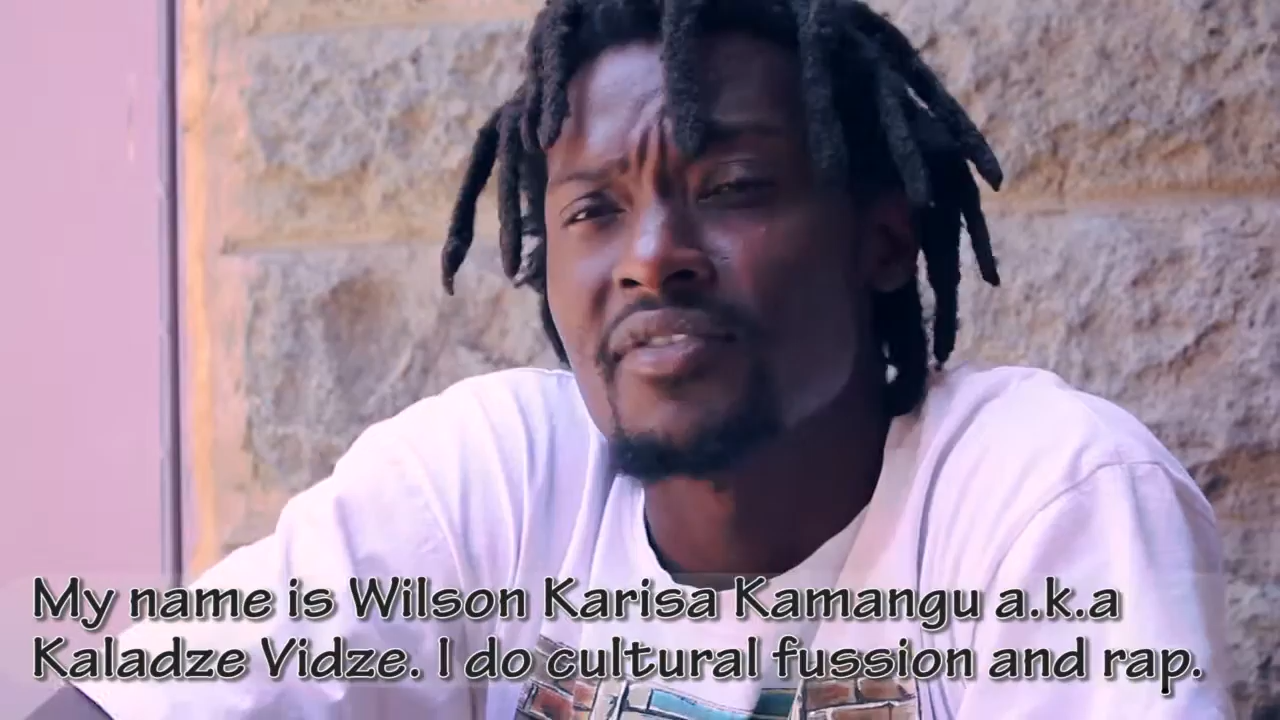 My name is Wilson Karisa Kamangu a.k.a
Kaladze Vidze. I do cultural fussion and rap.